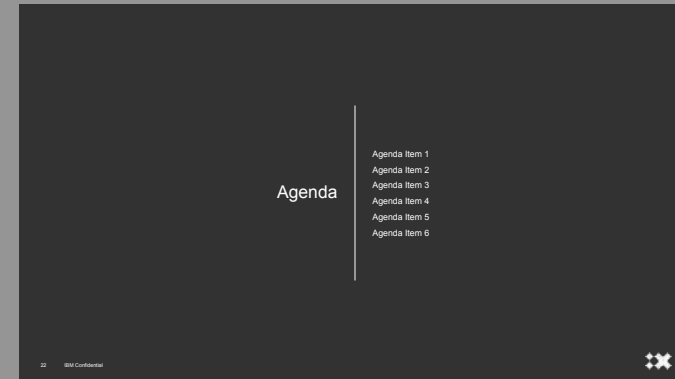 Agenda
Agenda Item 1
Agenda Item 2
Agenda Item 3
Agenda Item 4
Agenda Item 5
Agenda Item 6
22 IBM Confidential